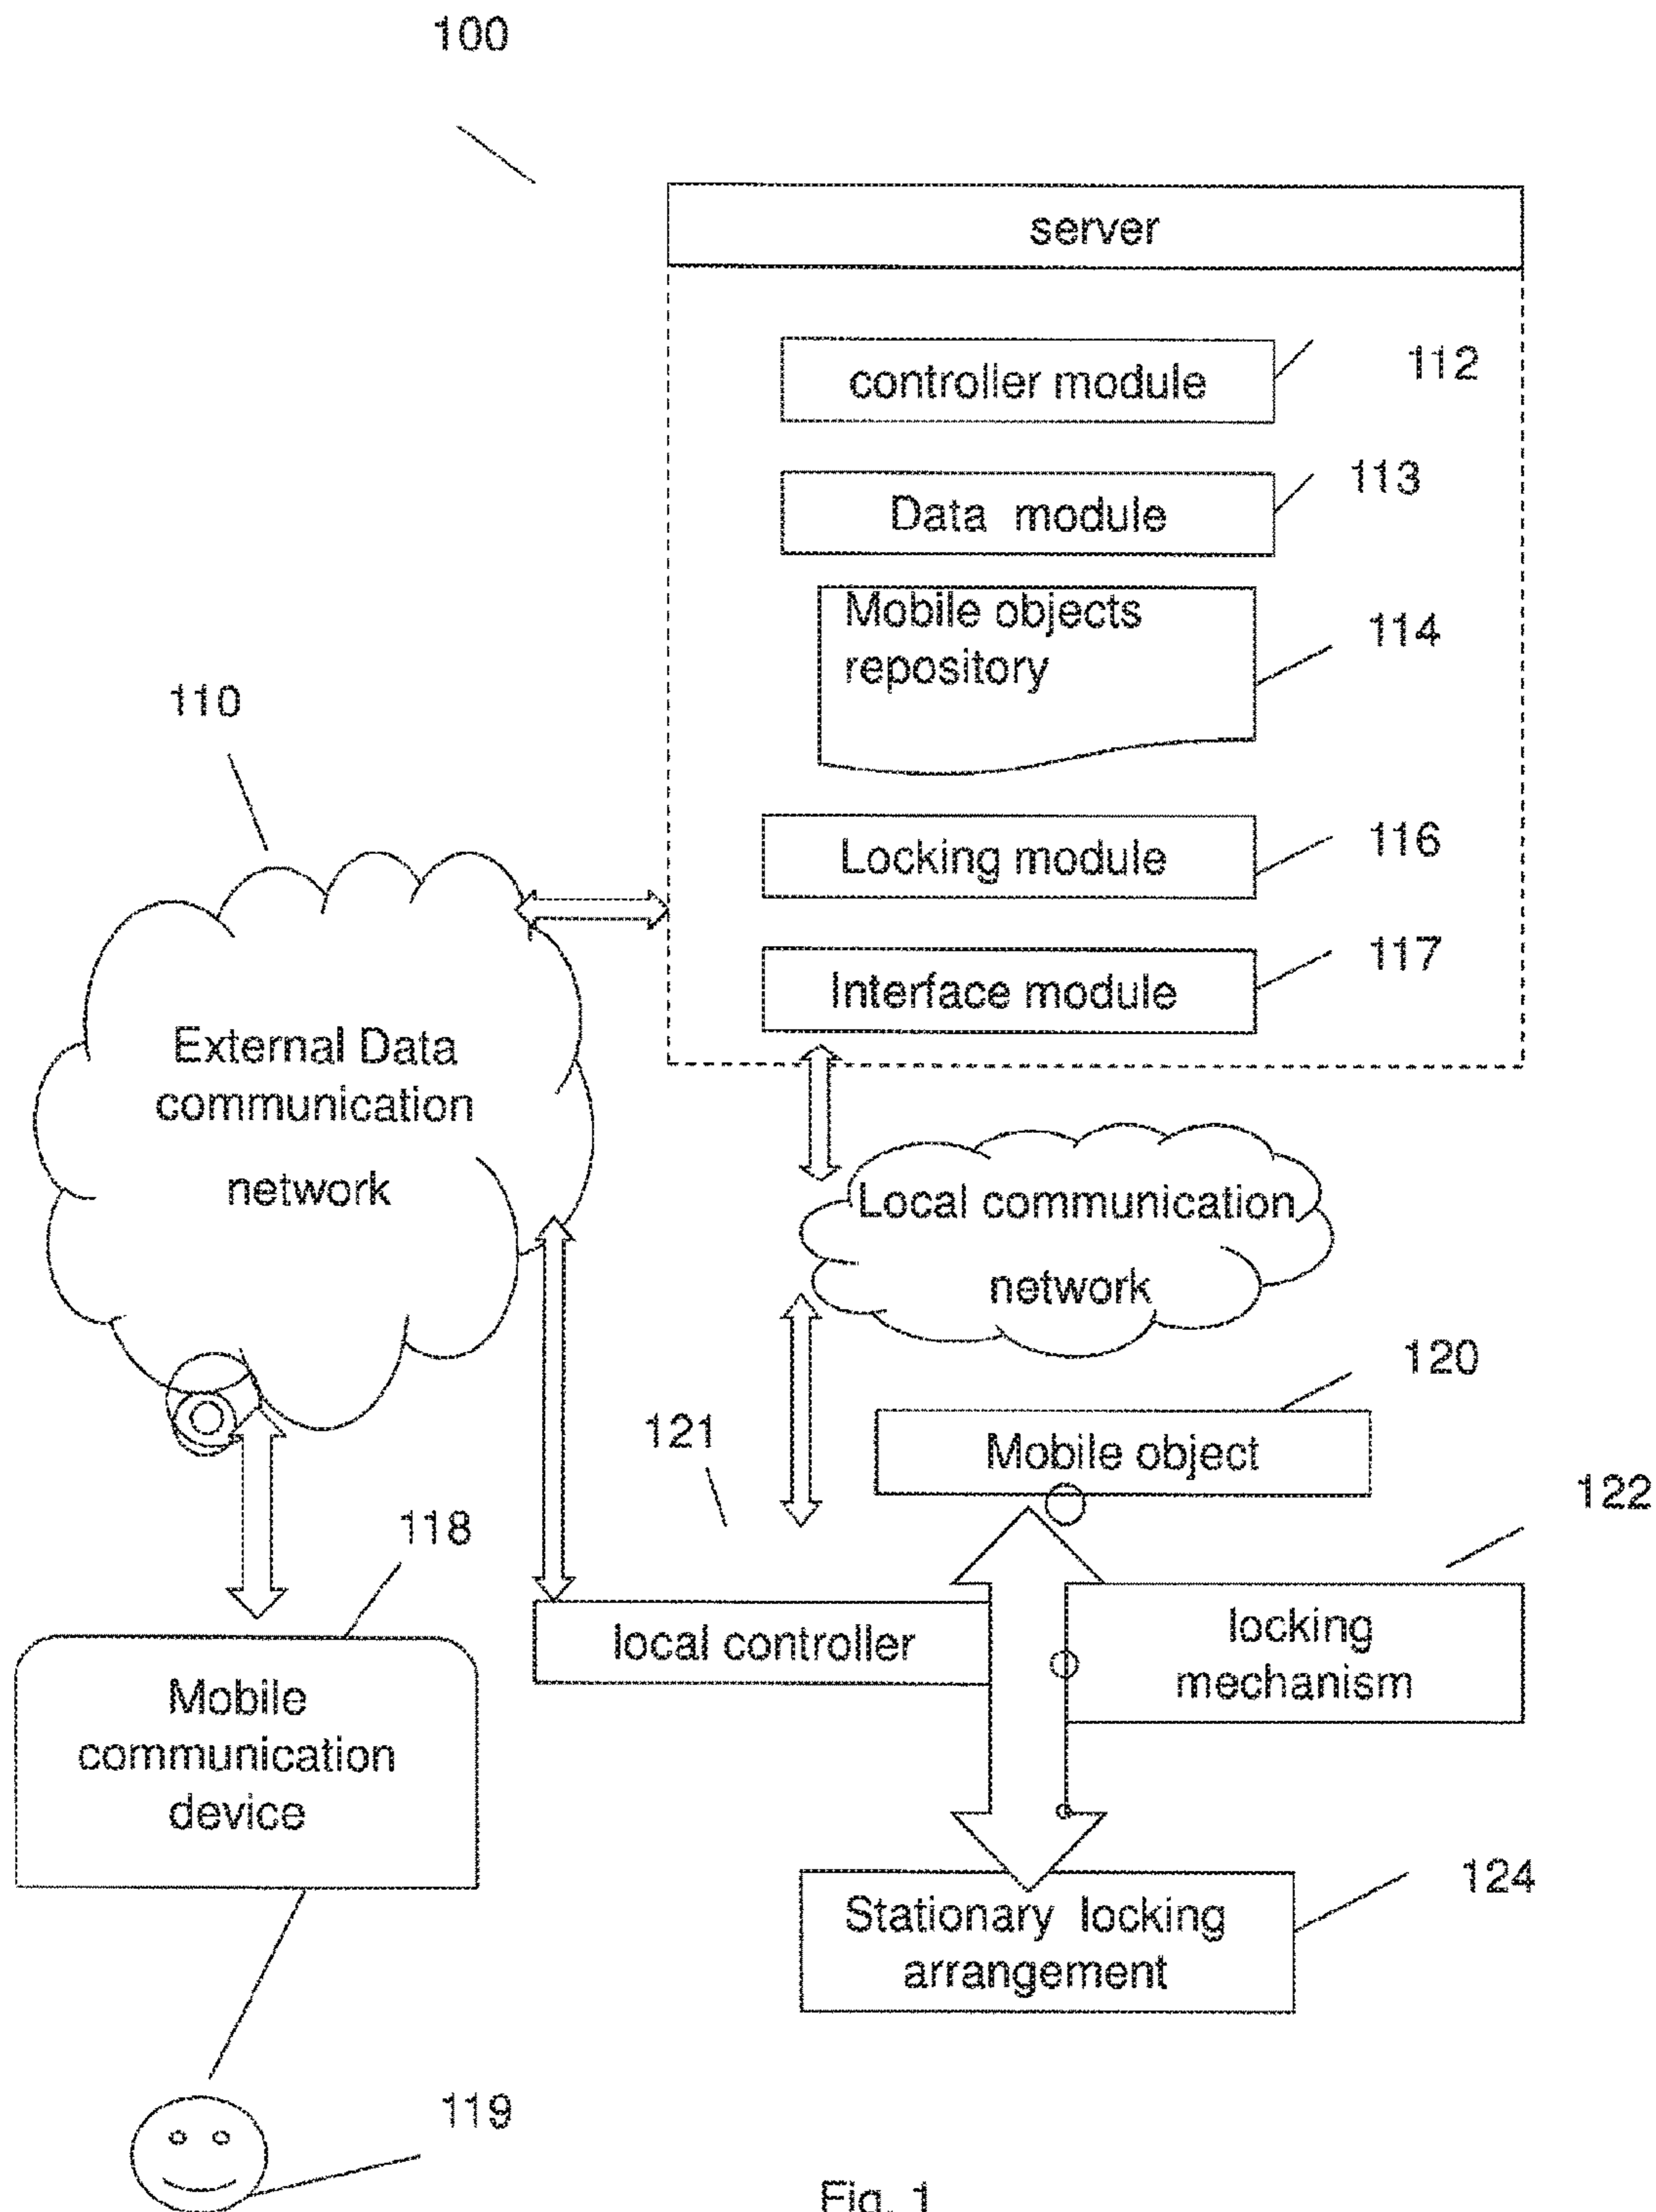 100
server
controller module
112
Data module
113
Mobile objects
repository
114
110
Locking module
116
Interface module
117
External Data
communication
network
Local communication
network
120
Mobile object
121
122
118
local controller
locking
mechanism
Mobile
communication
device
124
Stationary locking
arrangement
119
Fig. 1